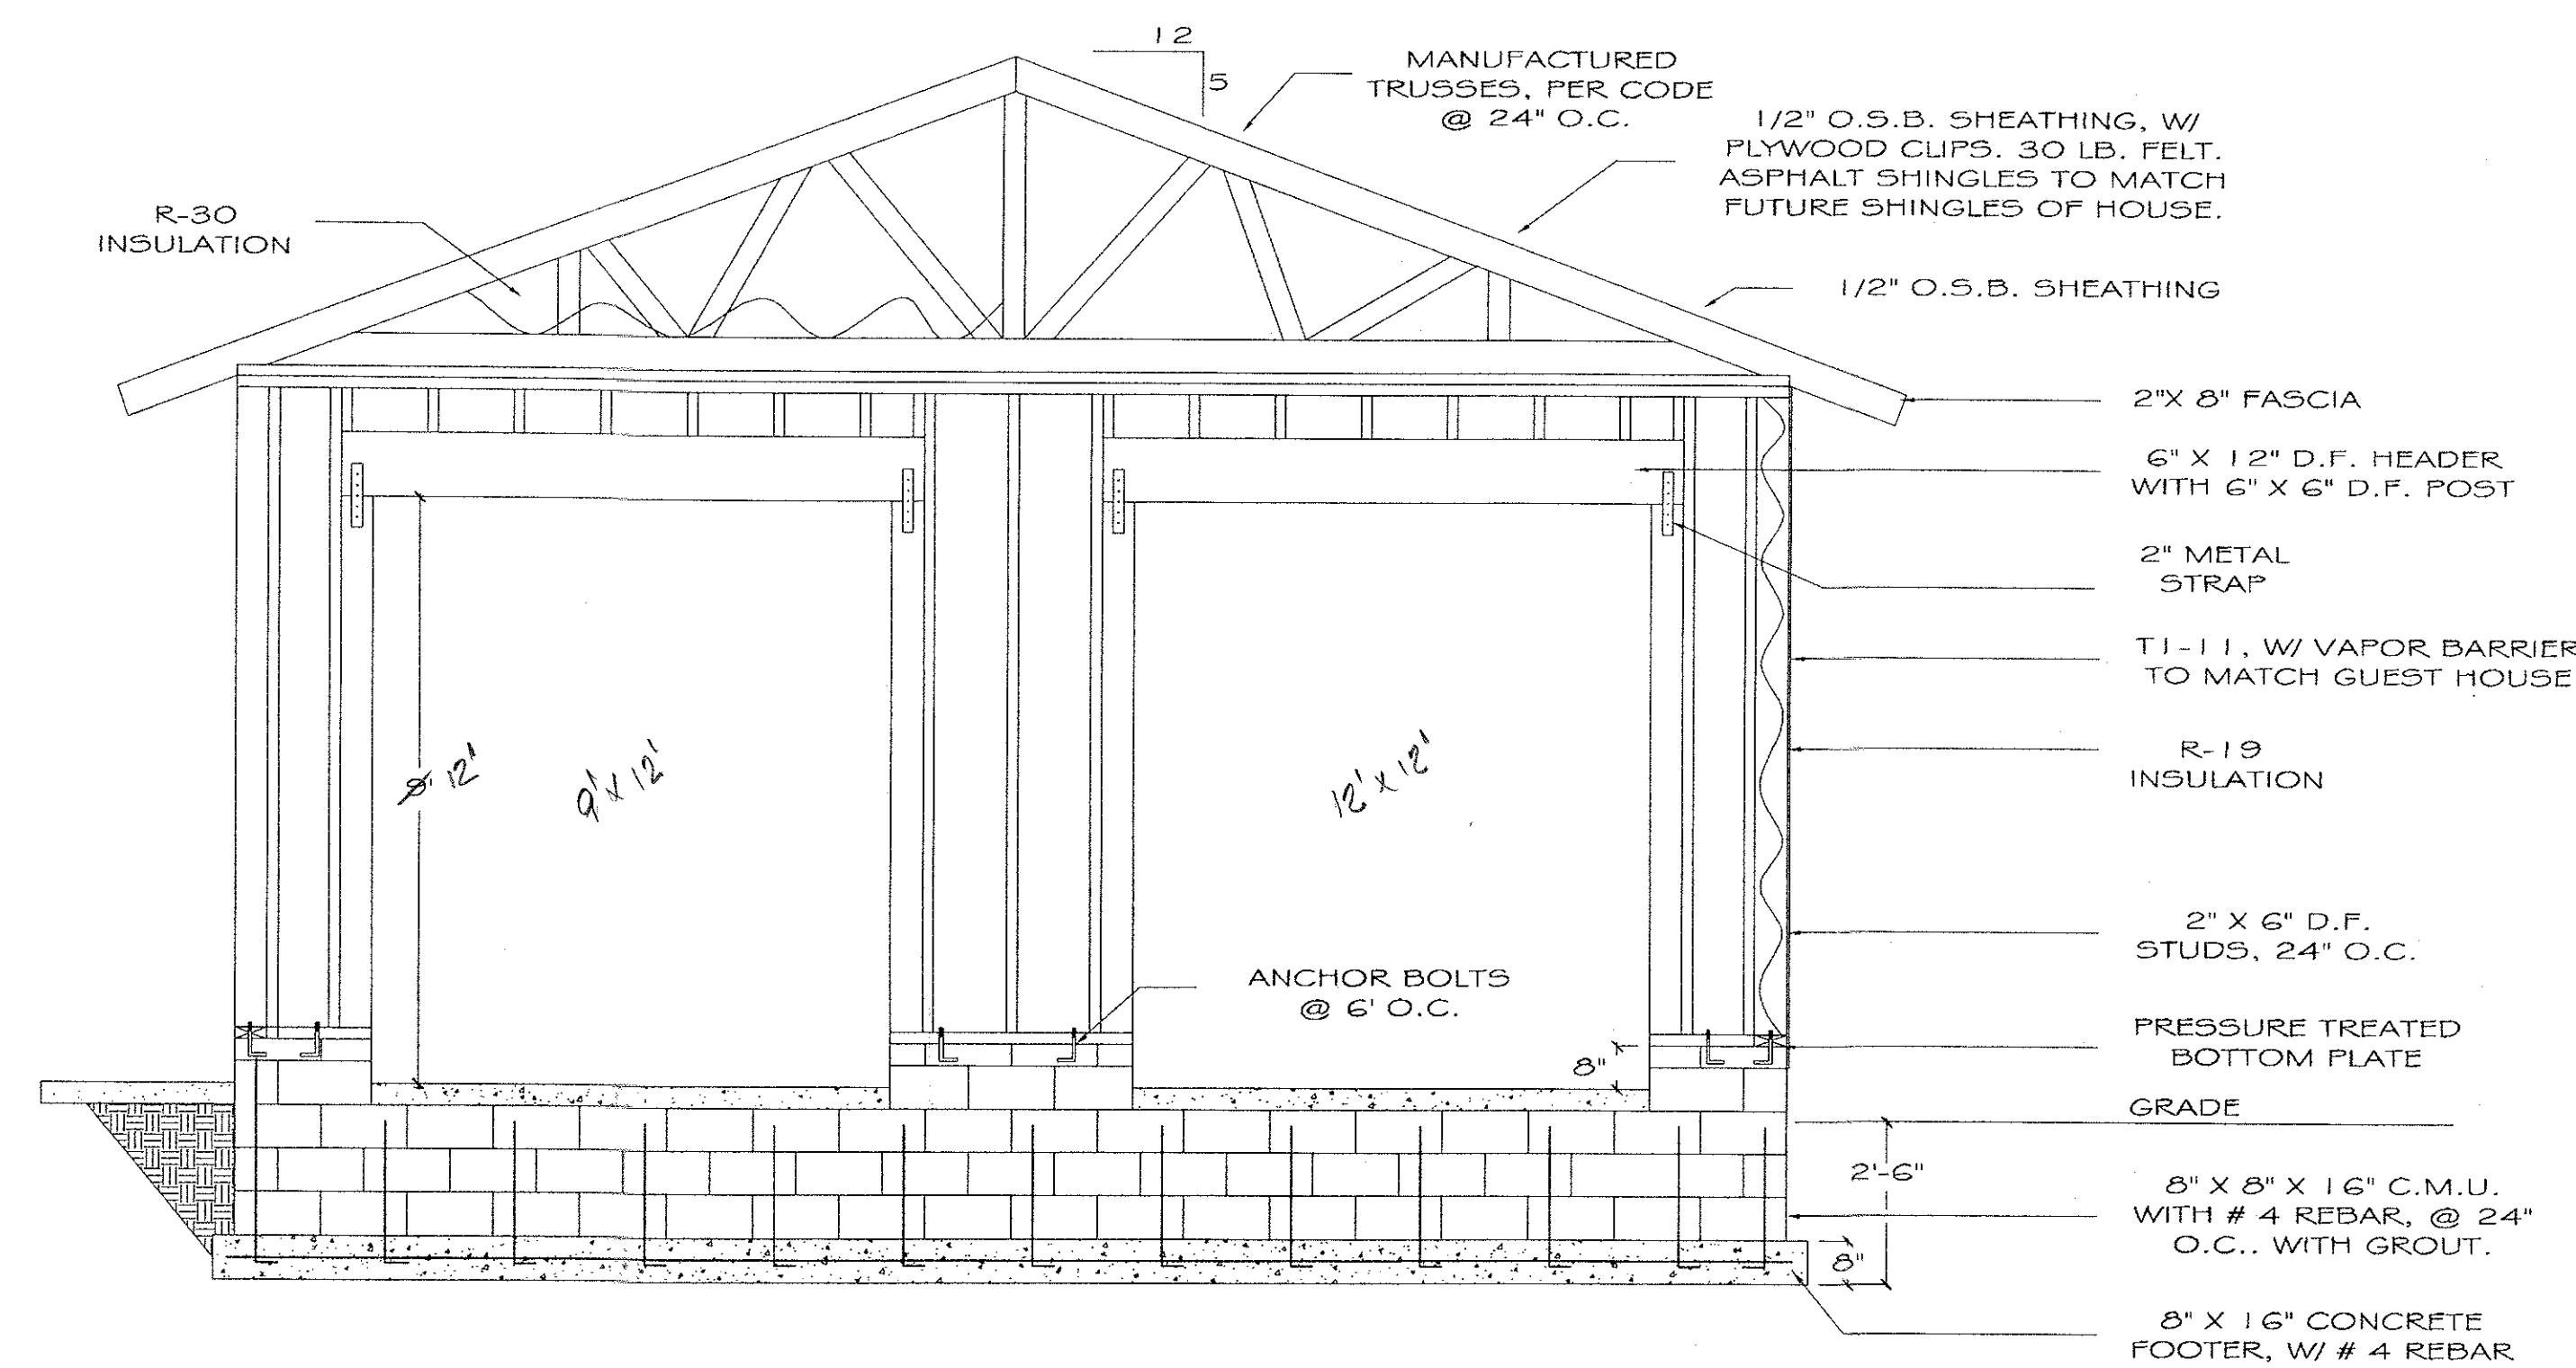 12
5
MANUFACTURED
TRUSSES, PER CODE
@ 24" O.C.
1/2" O.S.B. SHEATHING, W/
PLYWOOD CLIPS. 30 LB. FELT.
ASPHALT SHINGLES TO MATCH
FUTURE SHINGLES OF HOUSE.
R-30
INSULATION
1/2" O.S.B. SHEATHING
2"X 8" FASCIA
6" X 12" D.F. HEADER
WITH 6" X 6" D.F. POST
2" METAL
STRAP
T1-11, W/ VAPOR BARRIER
TO MATCH GUEST HOUSE
8' 12'
9' X 12'
12' X 12'
R-19
INSULATION
2" X 6" D.F.
STUDS, 24" O.C.
ANCHOR BOLTS
@ 6' O.C.
PRESSURE TREATED
BOTTOM PLATE
8"
GRADE
2'-6"
8" X 8" X 16" C.M.U.
WITH # 4 REBAR, @ 24"
O.C.. WITH GROUT.
8"
8" X 16" CONCRETE
FOOTER, W/ # 4 REBAR